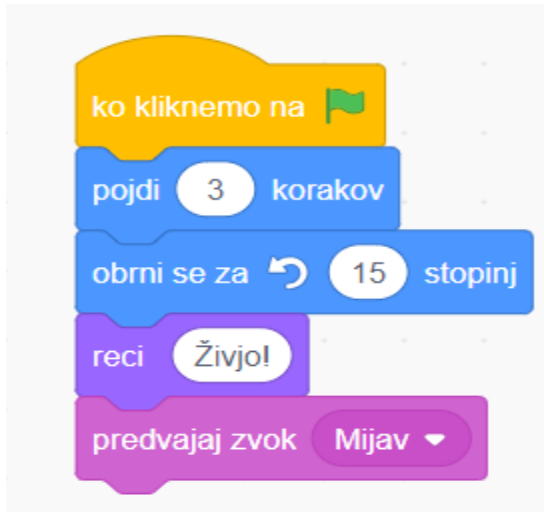 ko kliknemo na
pojdi 3 korakov
obrni se za 15 stopinj
reci Živjo!
predvajaj zvok Mijav